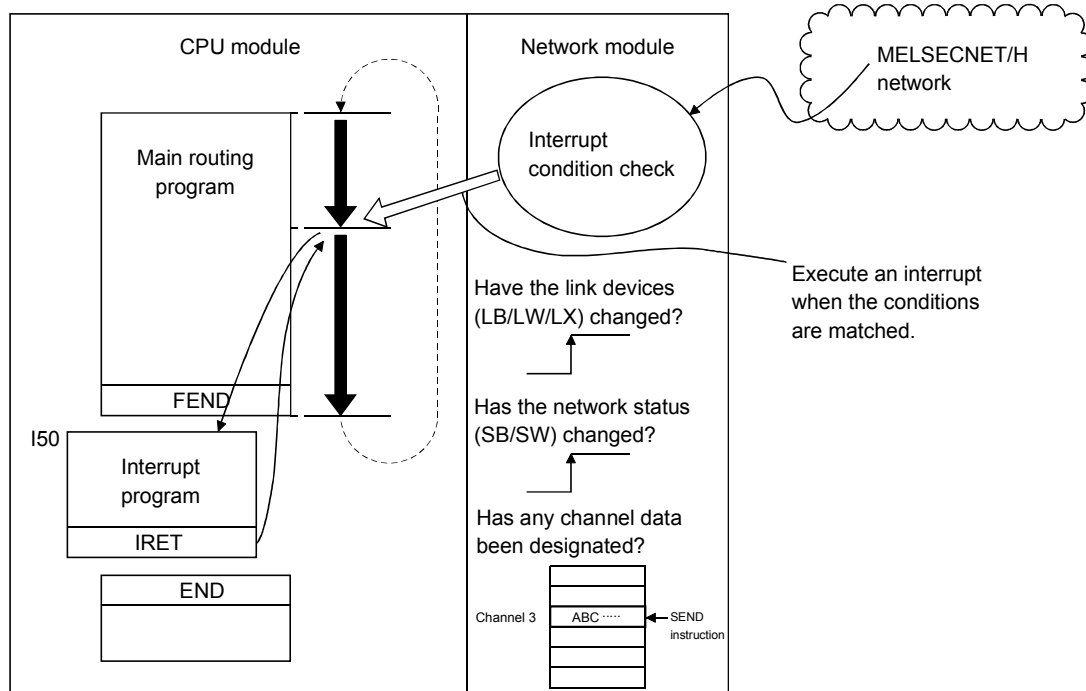 CPU module
Main routing
program
FEND
I50
Interrupt
program
IRET
END
Network module
Interrupt
condition check
Have the link devices
(LB/LW/LX) changed?
Has the network status
(SB/SW) changed?
Has any channel data
been designated?
Channel 3
ABC ·····
SEND
instruction
MELSECNET/H
network
Execute an interrupt
when the conditions
are matched.